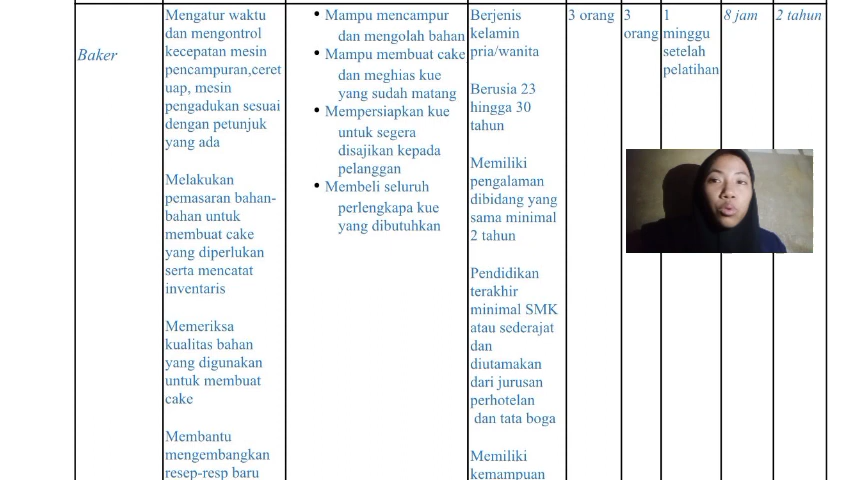 Baker
Mengatur waktu
dan mengontrol
kecepatan mesin
pencampuran,ceret
uap, mesin
pengadukan sesuai
dengan petunjuk
yang ada
Melakukan
pemasaran bahan-
bahan untuk
membuat cake
yang diperlukan
serta mencatat
inventaris
Memeriksa
kualitas bahan
yang digunakan
untuk membuat
cake
Membantu
mengembangkan
resep-resp baru
• Mampu mencampur
dan mengolah bahan
• Mampu membuat cake
dan meghias kue
yang sudah matang
• Mempersiapkan kue
untuk segera
disajikan kepada
pelanggan
• Membeli seluruh
perlengkapa kue
yang dibutuhkan
Berjenis
kelamin
pria/wanita
Berusia 23
hingga 30
tahun
Memiliki
pengalaman
dibidang yang
sama minimal
2 tahun
Pendidikan
terakhir
minimal SMK
atau sederajat
dan
diutamakan
dari jurusan
perhotelan
dan tata boga
Memiliki
kemampuan
3 orang
3
orang
1
minggu
setelah
pelatihan
8 jam
2 tahun